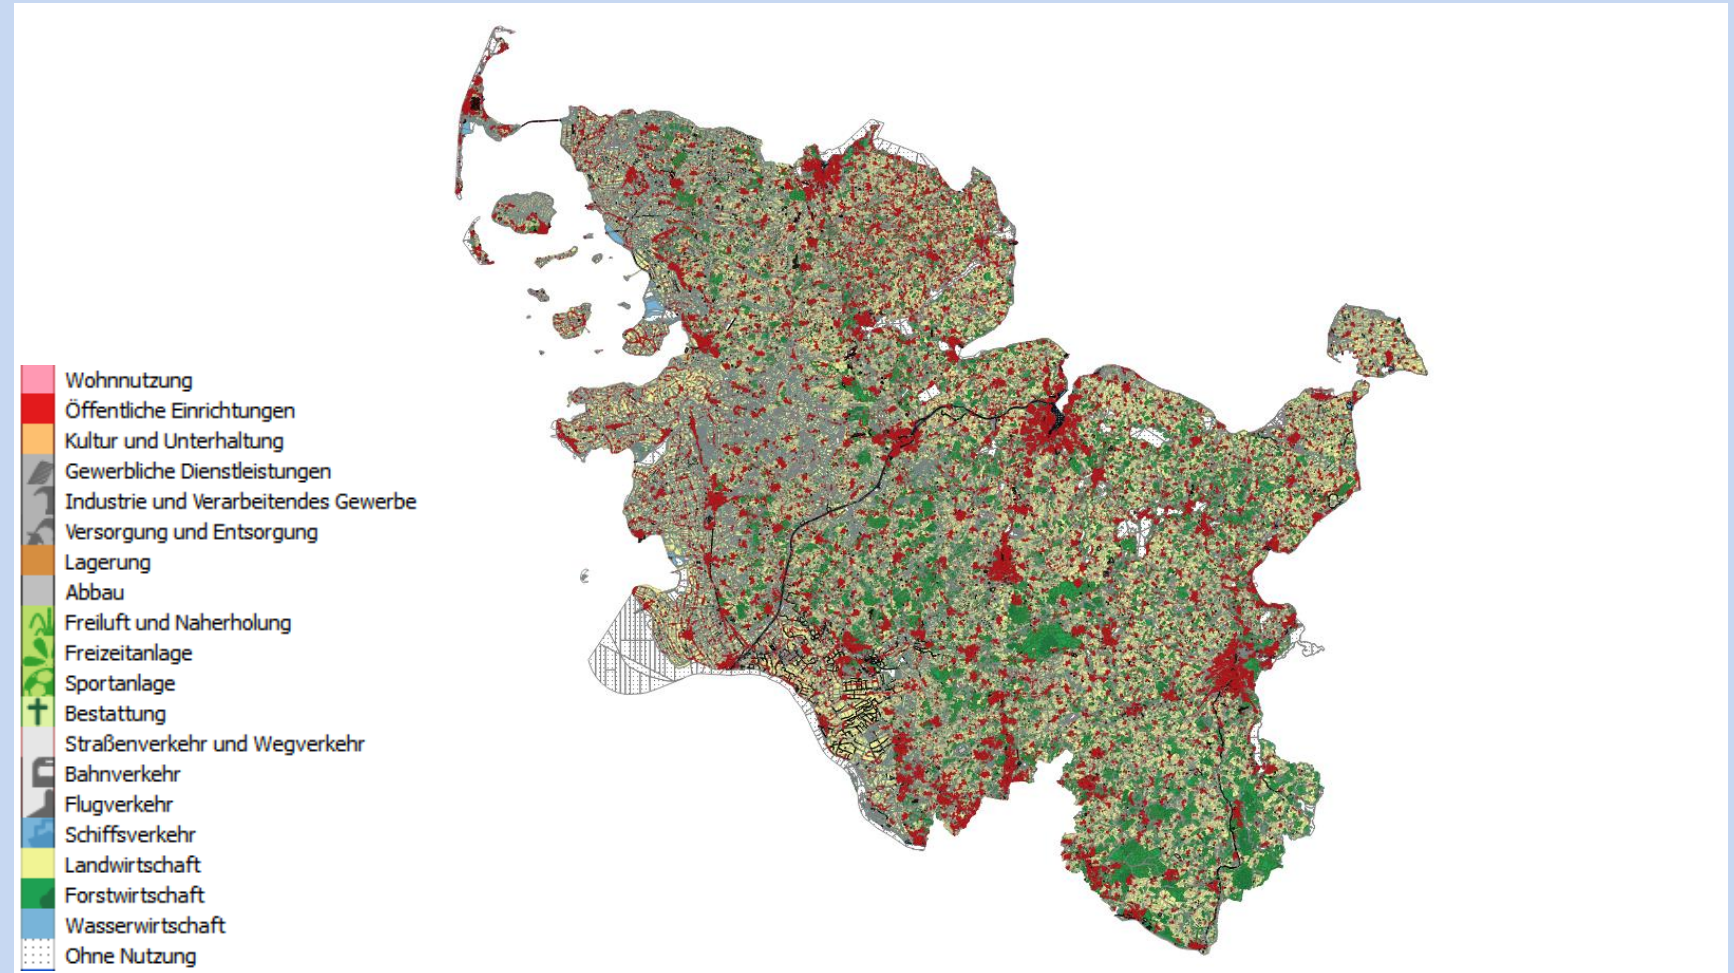 Wohnnutzung
Öffentliche Einrichtungen
Kultur und Unterhaltung
Gewerbliche Dienstleistungen
Industrie und Verarbeitendes Gewerbe
Versorgung und Entsorgung
Lagerung
Abbau
Freiluft und Naherholung
Freizeitanlage
Sportanlage
Bestattung
Straßenverkehr und Wegverkehr
Bahnverkehr
Flugverkehr
Schiffsverkehr
Landwirtschaft
Forstwirtschaft
Wasserwirtschaft
Ohne Nutzung